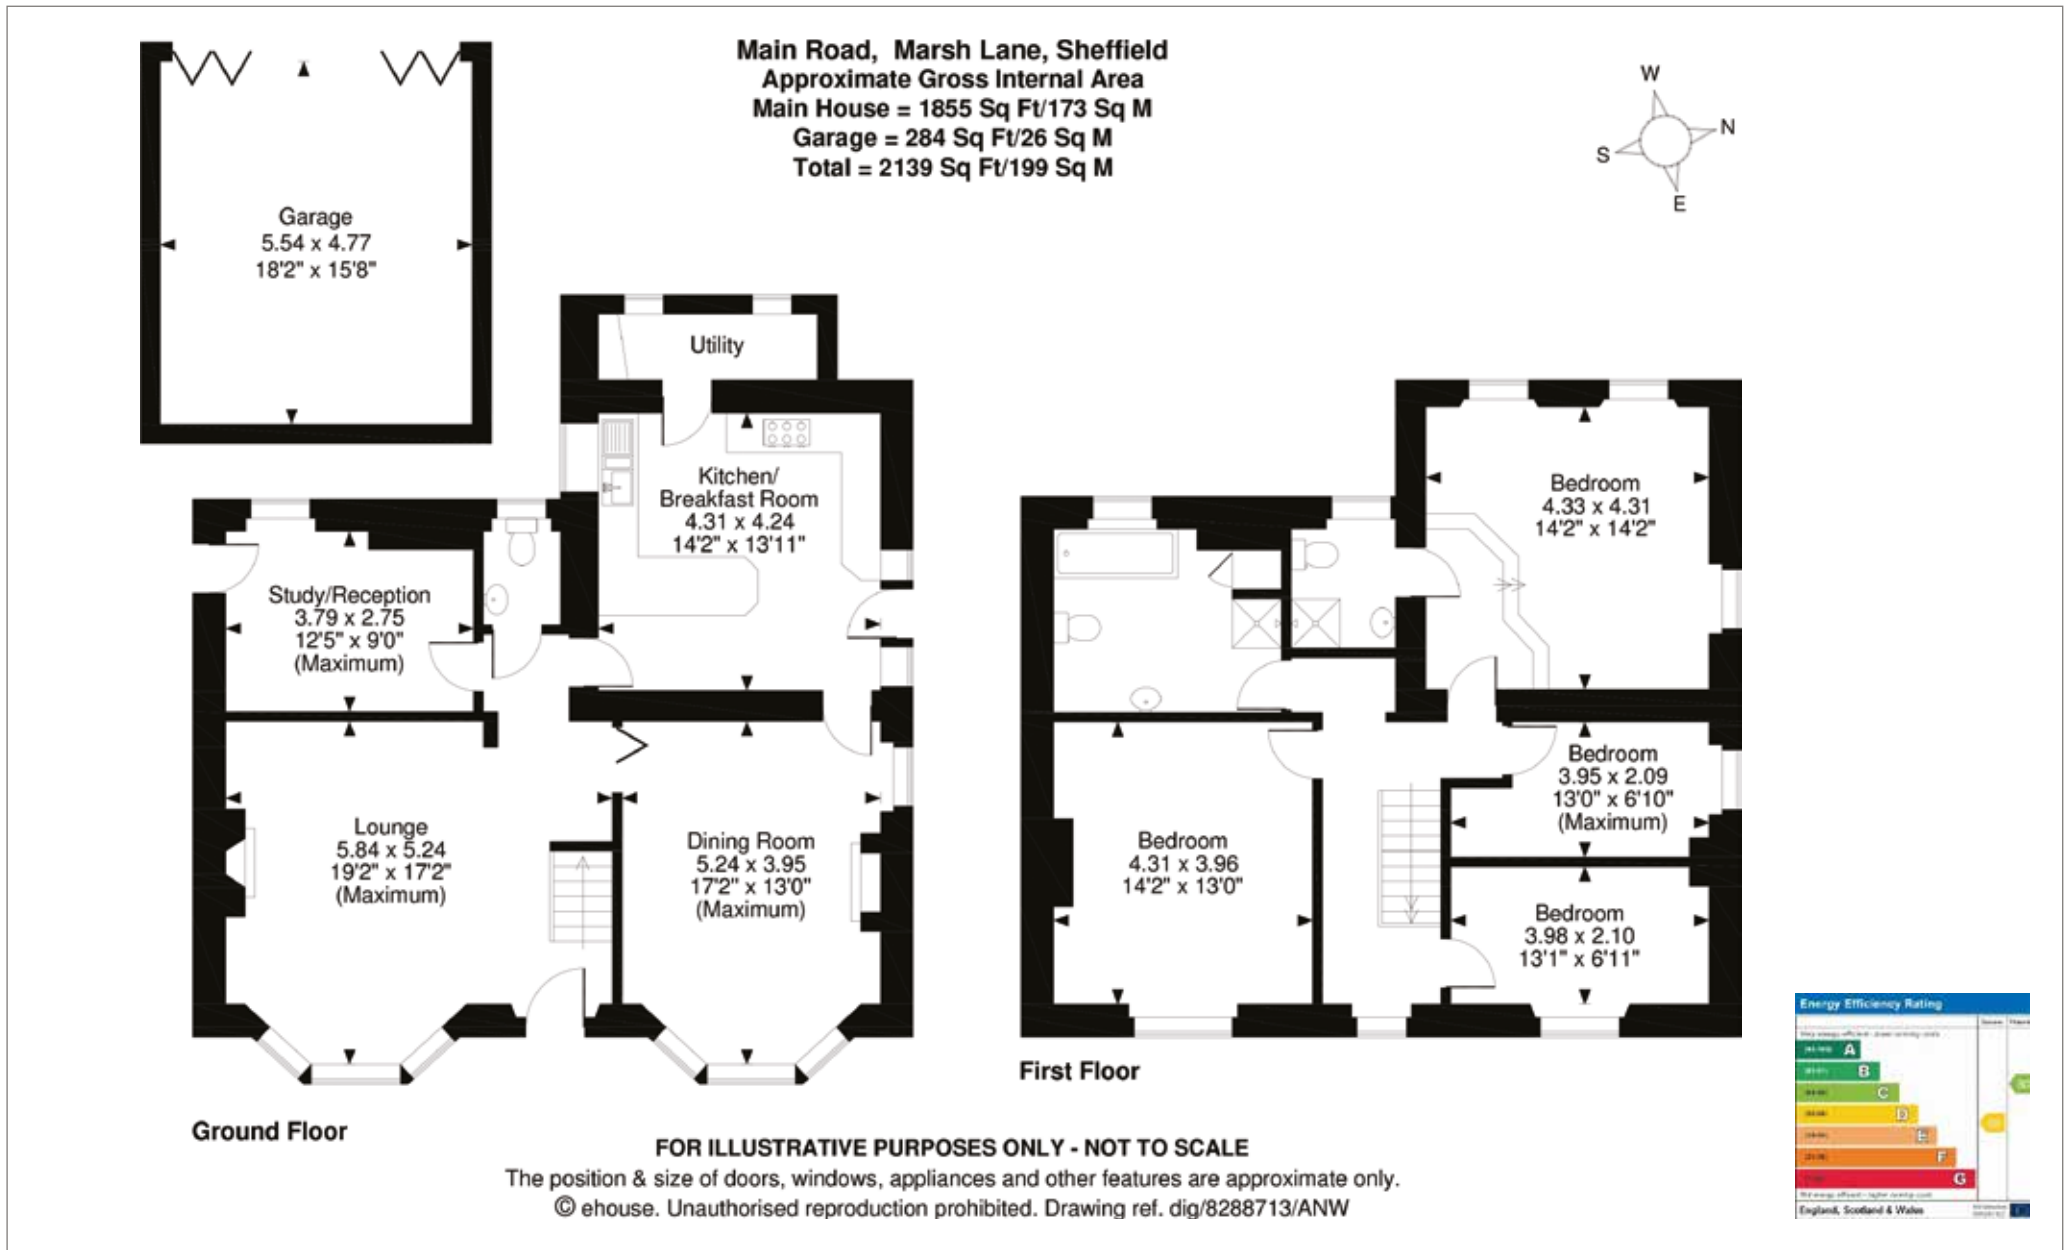 Main Road, Marsh Lane, Sheffield
Approximate Gross Internal Area
Main House = 1855 Sq Ft/173 Sq M
Garage = 284 Sq Ft/26 Sq M
Total = 2139 Sq Ft/199 Sq M
W
N
S
E
Garage
5.54 x 4.77
18'2" x 15'8"
Utility
Kitchen/
Breakfast Room
4.31 x 4.24
14'2" x 13'11"
Study/Reception
3.79 x 2.75
12'5" x 9'0"
(Maximum)
Lounge
5.84 x 5.24
19'2" x 17'2"
(Maximum)
Dining Room
5.24 x 3.95
17'2" x 13'0"
(Maximum)
Ground Floor
Bedroom
4.33 x 4.31
14'2" x 14'2"
Bedroom
3.95 x 2.09
13'0" x 6'10"
(Maximum)
Bedroom
4.31 x 3.96
14'2" x 13'0"
Bedroom
3.98 x 2.10
13'1" x 6'11"
First Floor
FOR ILLUSTRATIVE PURPOSES ONLY - NOT TO SCALE
The position & size of doors, windows, appliances and other features are approximate only.
© ehouse. Unauthorised reproduction prohibited. Drawing ref. dig/8288713/ANW
Energy Efficiency Rating
A
B
C
D
E
F
G
England, Scotland & Wales